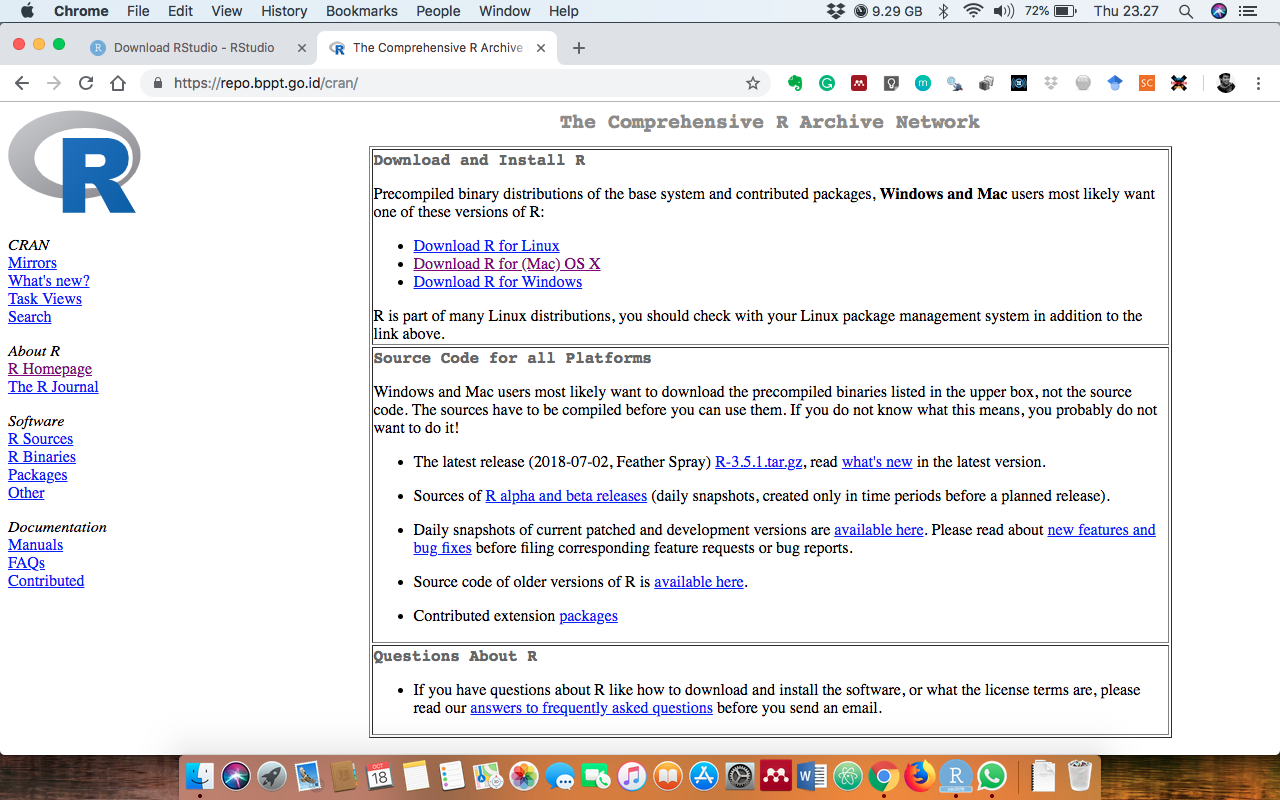 Chrome File Edit View History Bookmarks People Window Help 9.29 GB 72% Thu 23.27
R Download RStudio - RStudio The Comprehensive R Archive
https://repo.bppt.go.id/cran/
R
CRAN
Mirrors
What's new?
Task Views
Search
About R
R Homepage
The R Journal
Software
R Sources
R Binaries
Packages
Other
Documentation
Manuals
FAQs
Contributed
The Comprehensive R Archive Network
Download and Install R
Precompiled binary distributions of the base system and contributed packages, Windows and Mac users most likely want
one of these versions of R:
Download R for Linux
Download R for (Mac) OS X
Download R for Windows
R is part of many Linux distributions, you should check with your Linux package management system in addition to the
link above.
Source Code for all Platforms
Windows and Mac users most likely want to download the precompiled binaries listed in the upper box, not the source
code. The sources have to be compiled before you can use them. If you do not know what this means, you probably do not
want to do it!
The latest release (2018-07-02, Feather Spray) R-3.5.1.tar.gz, read what's new in the latest version.
Sources of R alpha and beta releases (daily snapshots, created only in time periods before a planned release).
Daily snapshots of current patched and development versions are available here. Please read about new features and
bug fixes before filing corresponding feature requests or bug reports.
Source code of older versions of R is available here.
Contributed extension packages
Questions About R
If you have questions about R like how to download and install the software, or what the license terms are, please
read our answers to frequently asked questions before you send an email.
OCT
18
W
R